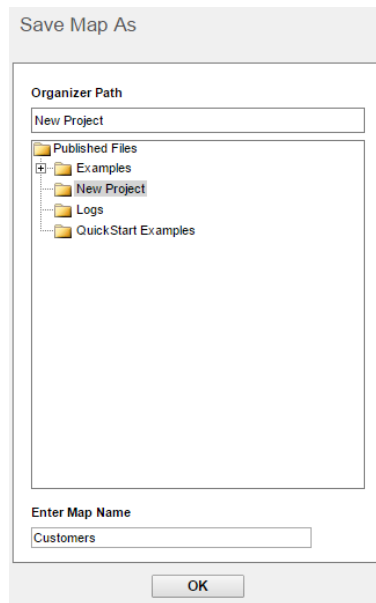 Save Map As
Organizer Path
New Project
Published Files
Examples
New Project
Logs
QuickStart Examples
Enter Map Name
Customers
OK